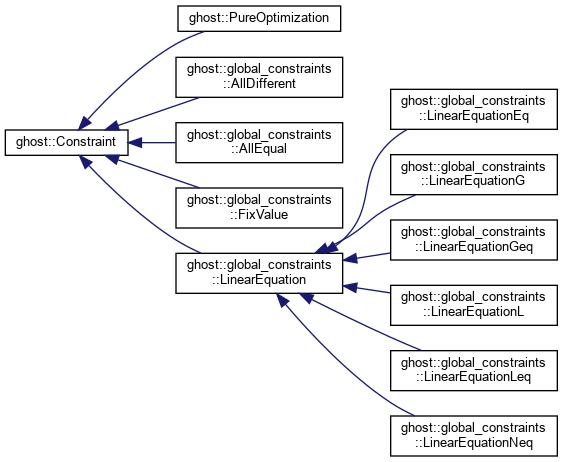 ghost::PureOptimization
ghost::global_constraints
::AllDifferent
ghost::global_constraints
::LinearEquationEq
ghost::Constraint
ghost::global_constraints
::AllEqual
ghost::global_constraints
::LinearEquationG
ghost::global_constraints
::FixValue
ghost::global_constraints
::LinearEquationGeq
ghost::global_constraints
::LinearEquation
ghost::global_constraints
::LinearEquationL
ghost::global_constraints
::LinearEquationLeq
ghost::global_constraints
::LinearEquationNeq